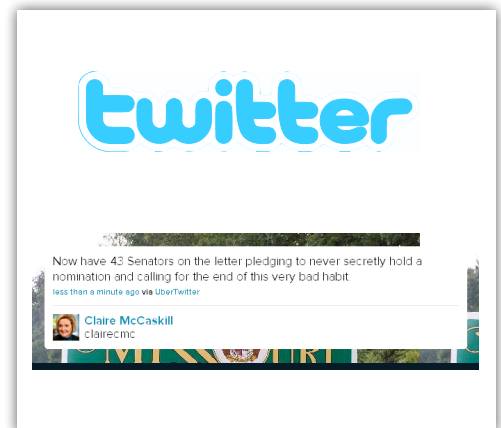 twitter
Now have 43 Senators on the letter pledging to never secretly hold a
nomination and calling for the end of this very bad habit.
less than a minute ago via UberTwitter
Claire McCaskill
clairecmc
MISSOURI